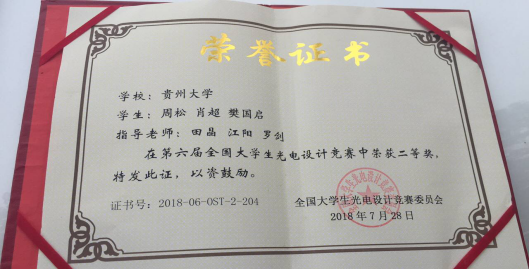 荣誉证书
学校：贵州大学
学生：周松 肖超 樊国启
指导老师：田晶 江阳 罗剑
在第六届全国大学生光电设计竞赛中荣获二等奖，
特发此证，以资鼓励。
证书号：2018-06-OST-2-204
全国大学生光电设计竞赛委员会
2018年7月28日